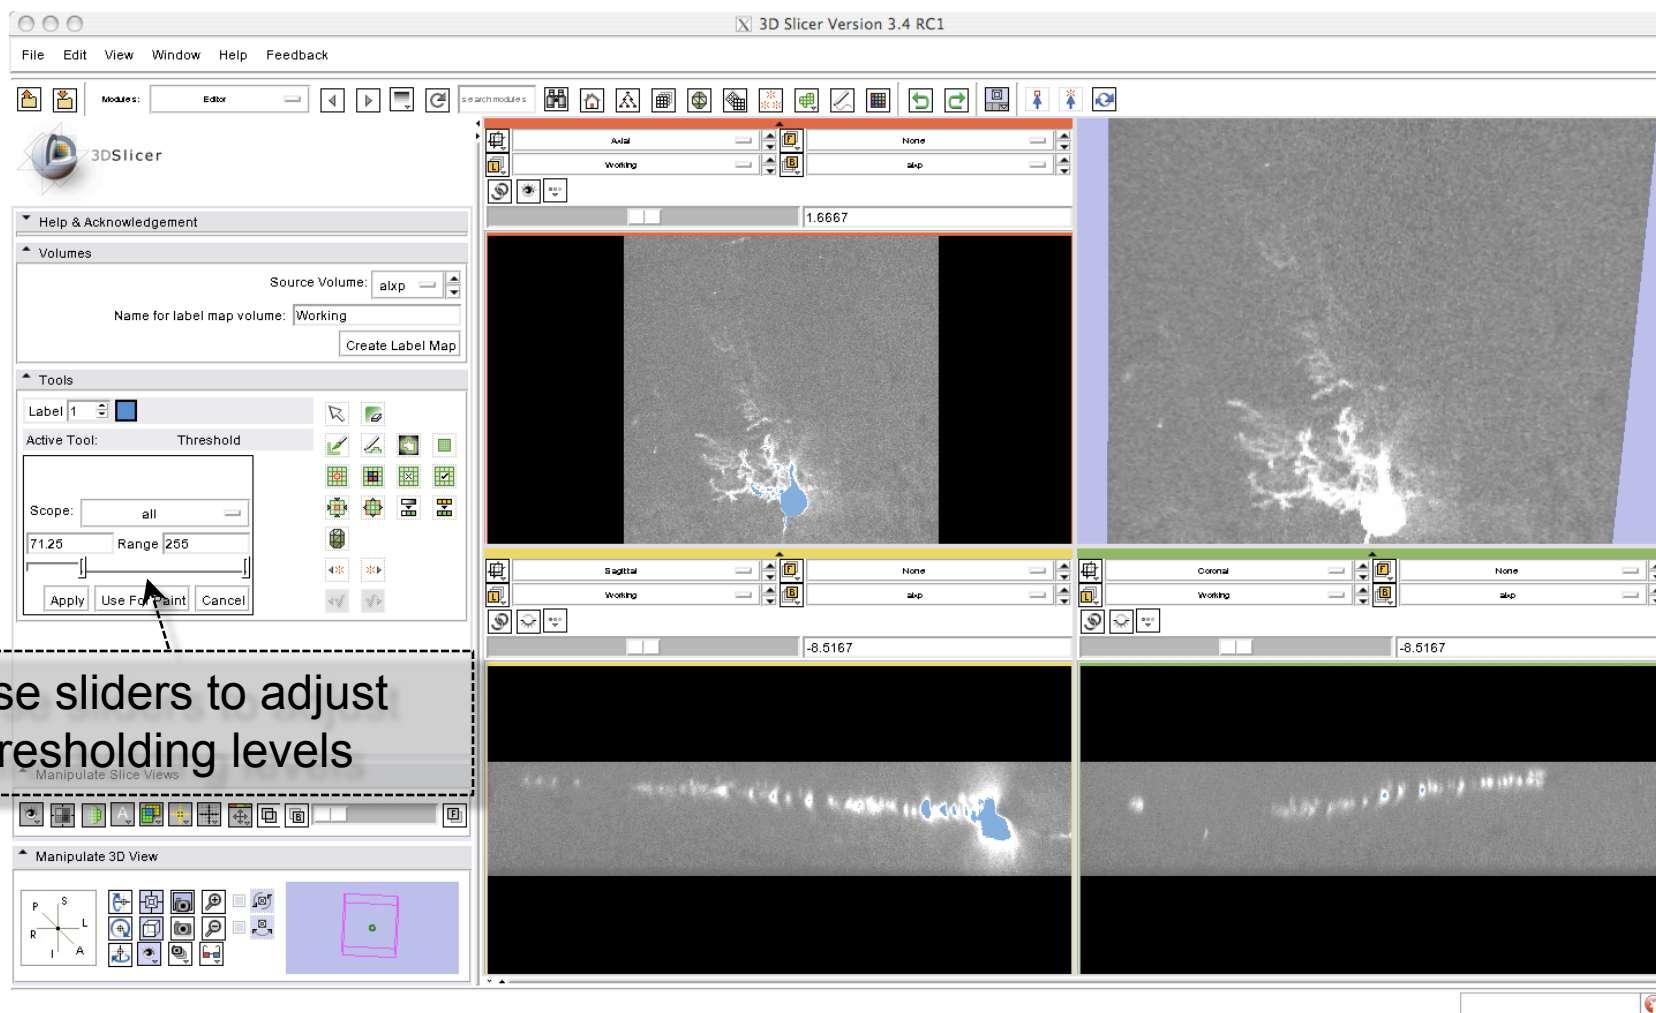 3D Slicer Version 3.4 RC1
File Edit View Window Help Feedback
Modules: Editor search modules
3DSlicer
Help & Acknowledgement
Volumes
Source Volume: alxp
Name for label map volume: Working
Create Label Map
Tools
Label 1
Active Tool: Threshold
Scope: all
71.25 Range 255
Apply Use For Paint Cancel
se sliders to adjust
resholding levels
Manipulate Slice Views
A B F
Manipulate 3D View
P S
R L
I A
Axial F None
L Working B alxp
1.6667
Sagittal F None
L Working B alxp
-8.5167
Coronal F None
L Working B alxp
-8.5167